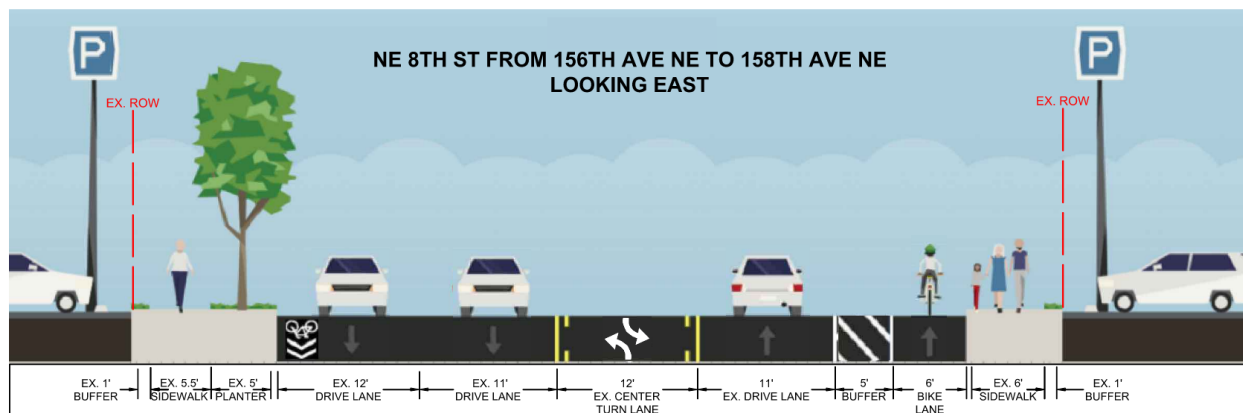 P
P
NE 8TH ST FROM 156TH AVE NE TO 158TH AVE NE
LOOKING EAST
EX. ROW
EX. ROW
EX. 1'
BUFFER
EX. 5.5'
SIDEWALK
EX. 5'
PLANTER
EX. 12'
DRIVE LANE
EX. 11'
DRIVE LANE
12'
EX. CENTER
TURN LANE
11'
EX. DRIVE LANE
5'
BUFFER
6'
BIKE
LANE
EX. 6'
SIDEWALK
EX. 1'
BUFFER